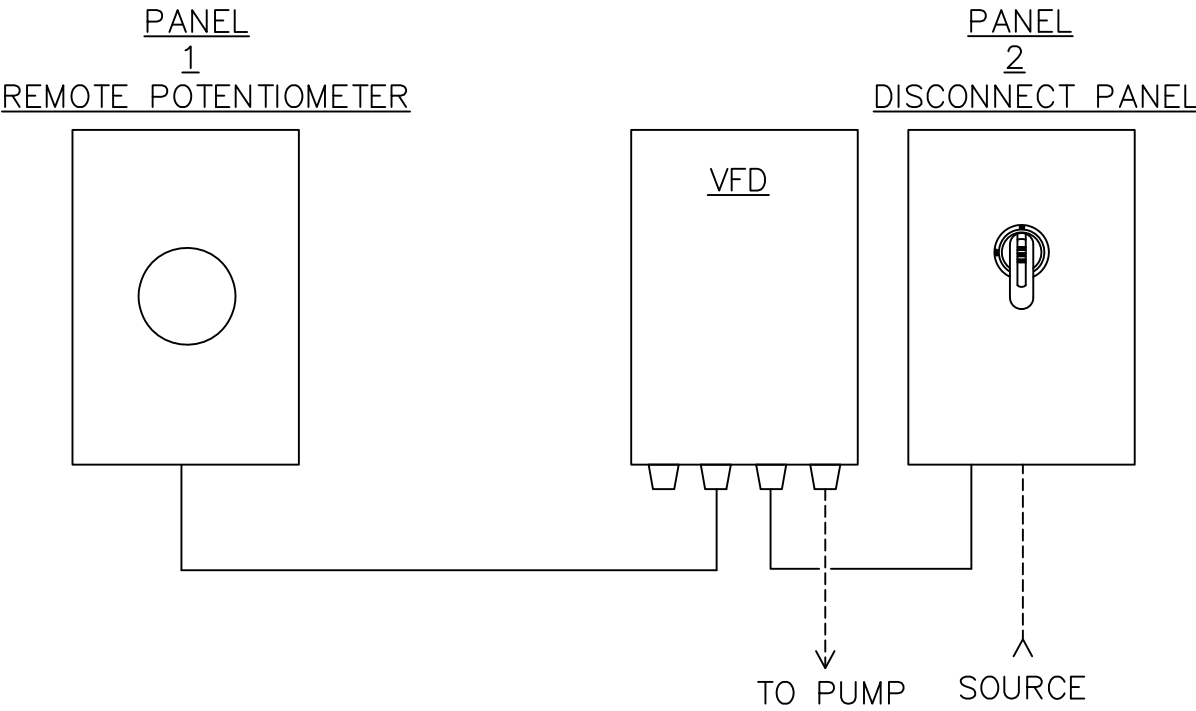 PANEL
1
REMOTE POTENTIOMETER
VFD
PANEL
2
DISCONNECT PANEL
TO PUMP
SOURCE